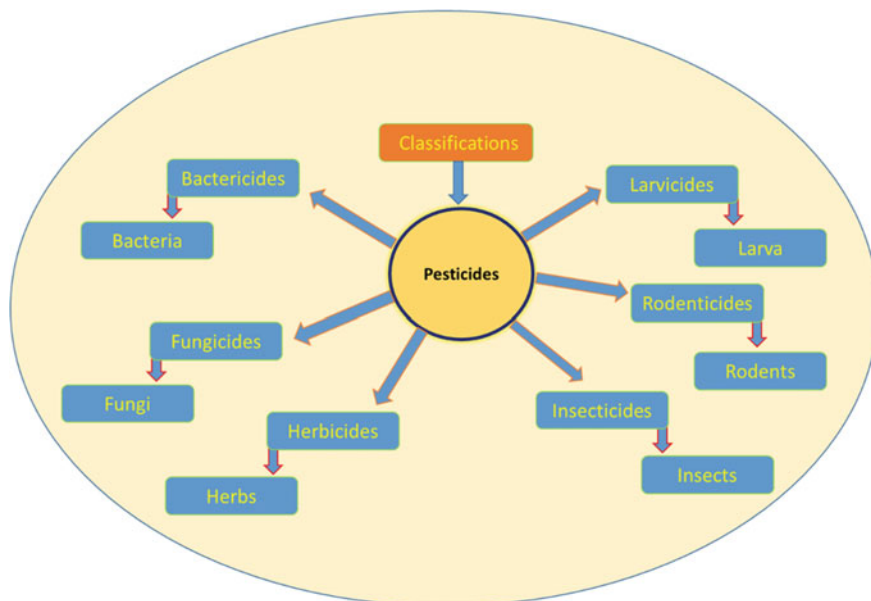 Classifications
Pesticides
Bactericides
Bacteria
Fungicides
Fungi
Herbicides
Herbs
Larvicides
Larva
Rodenticides
Rodents
Insecticides
Insects